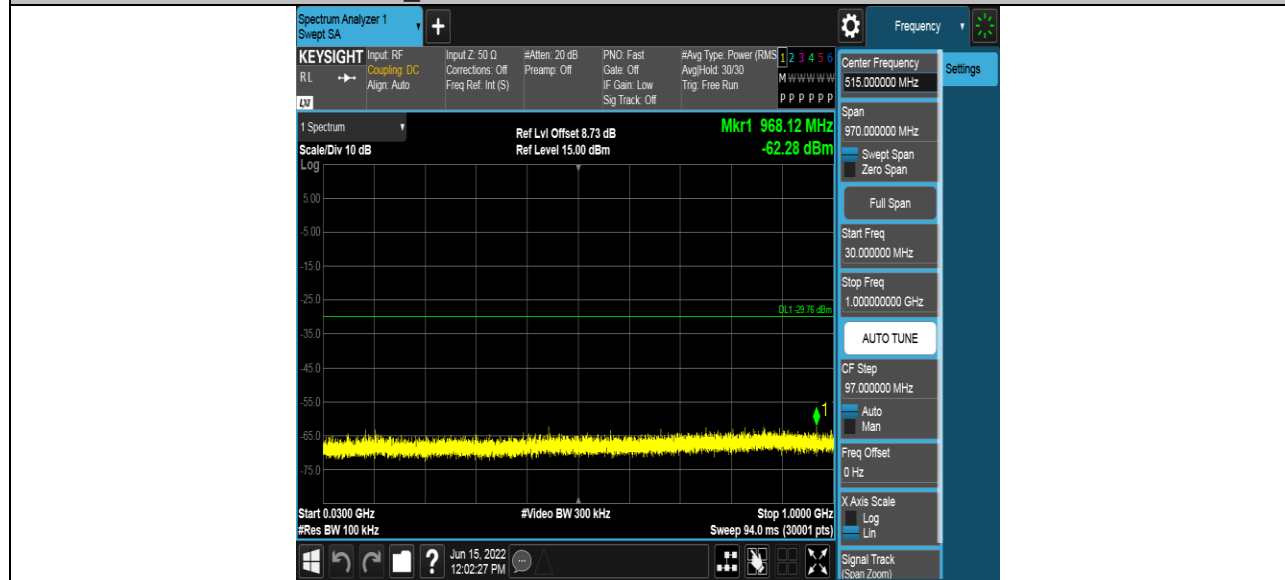 Spectrum Analyzer 1
Swept SA
+
Frequency
KEYSIGHT
RL
LXI
Input: RF
Coupling: DC
Align: Auto
Input Z: 50 Ω
Corrections: Off
Freq Ref: Int (S)
#Atten: 20 dB
Preamp: Off
PNO: Fast
Gate: Off
IF Gain: Low
Sig Track: Off
#Avg Type: Power (RMS
Avg|Hold: 30/30
Trig: Free Run
1 2 3 4 5 6
M W W W W W
P P P P P P
Center Frequency
515.000000 MHz
Settings
1 Spectrum
Scale/Div 10 dB
Log
Ref Lvl Offset 8.73 dB
Ref Level 15.00 dBm
Mkr1 968.12 MHz
-62.28 dBm
5.00
-5.00
-15.0
-25.0
-35.0
-45.0
-55.0
-65.0
-75.0
DL1 -29.76 dBm
1
Start 0.0300 GHz
#Res BW 100 kHz
#Video BW 300 kHz
Stop 1.0000 GHz
Sweep 94.0 ms (30001 pts)
Span
970.000000 MHz
Swept Span
Zero Span
Full Span
Start Freq
30.000000 MHz
Stop Freq
1.000000000 GHz
AUTO TUNE
CF Step
97.000000 MHz
Auto
Man
Freq Offset
0 Hz
X Axis Scale
Log
Lin
Signal Track
(Span Zoom)
?
Jun 15, 2022
12:02:27 PM